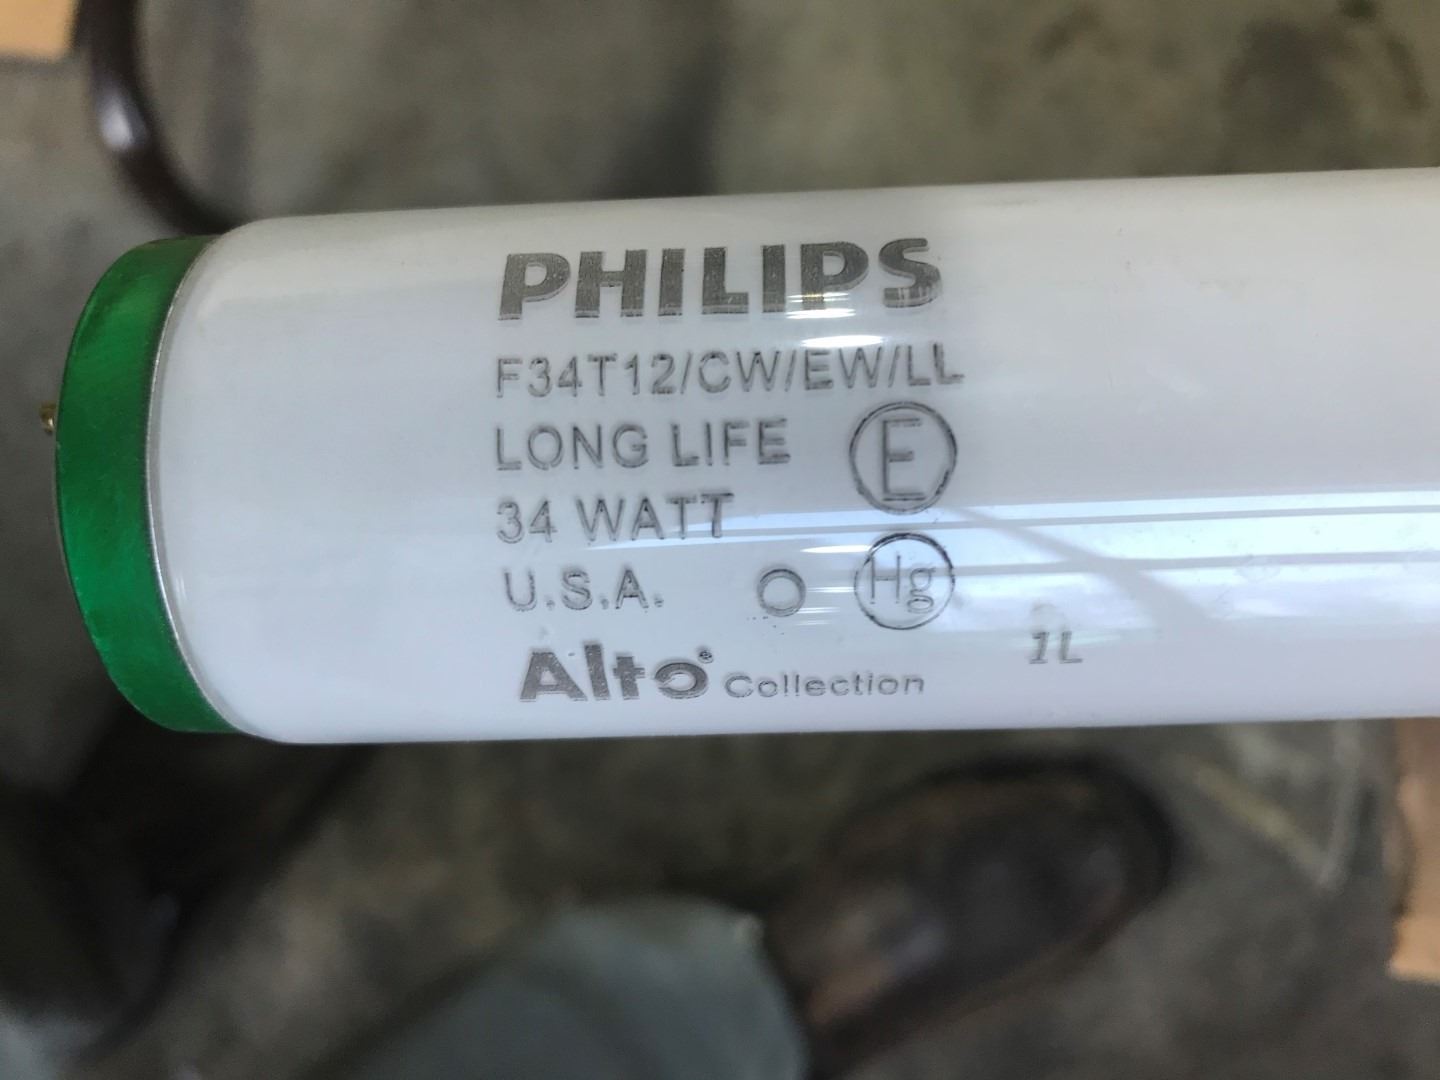 PHILIPS
F34T12/CW/EW/LL
LONG LIFE E
34 WATT
U.S.A. Hg
1L
Alto® Collection